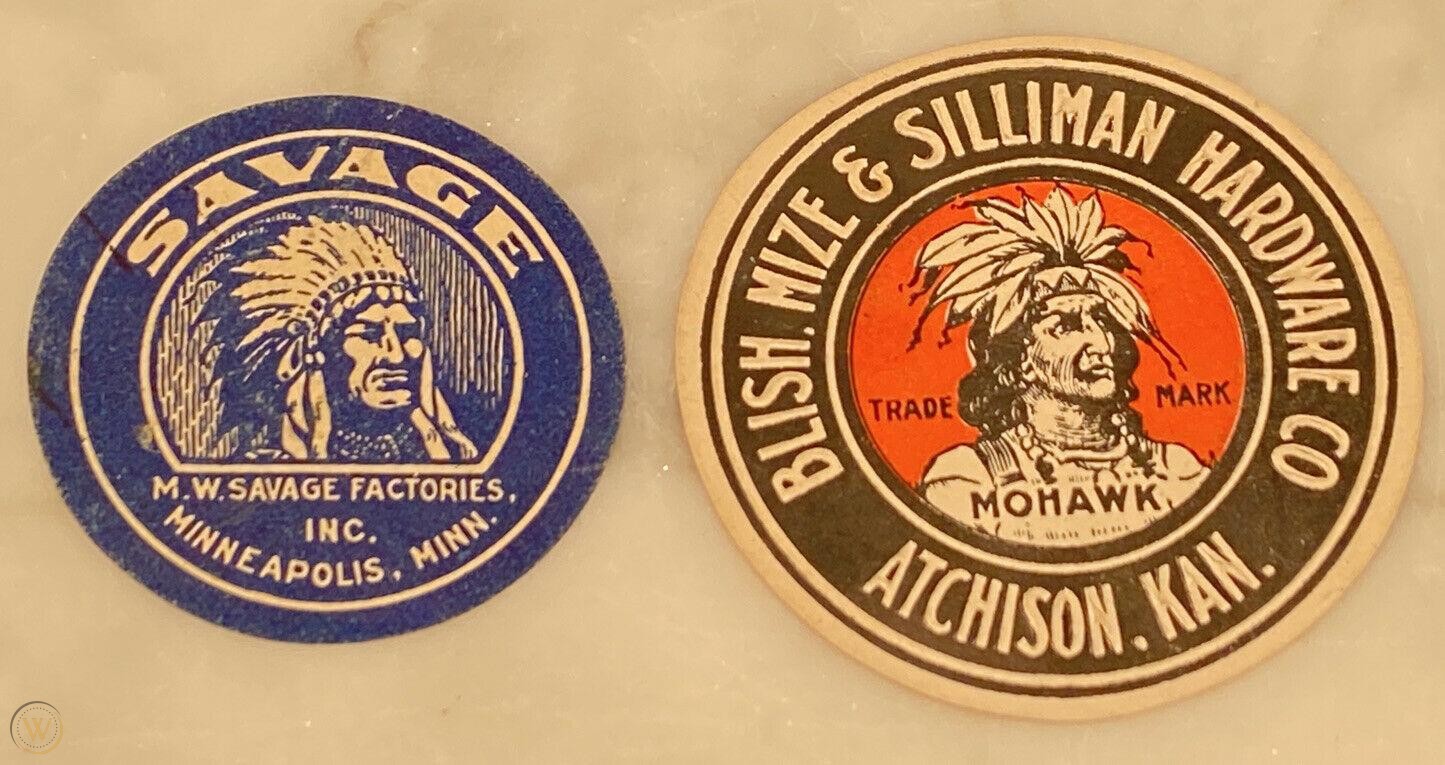 SAVAGE
M.W. SAVAGE FACTORIES,
INC.
MINNEAPOLIS, MINN.
BLISH. MIZE & SILLIMAN HARDWARE CO
TRADE MARK
MOHAWK
ATCHISON. KAN.
W